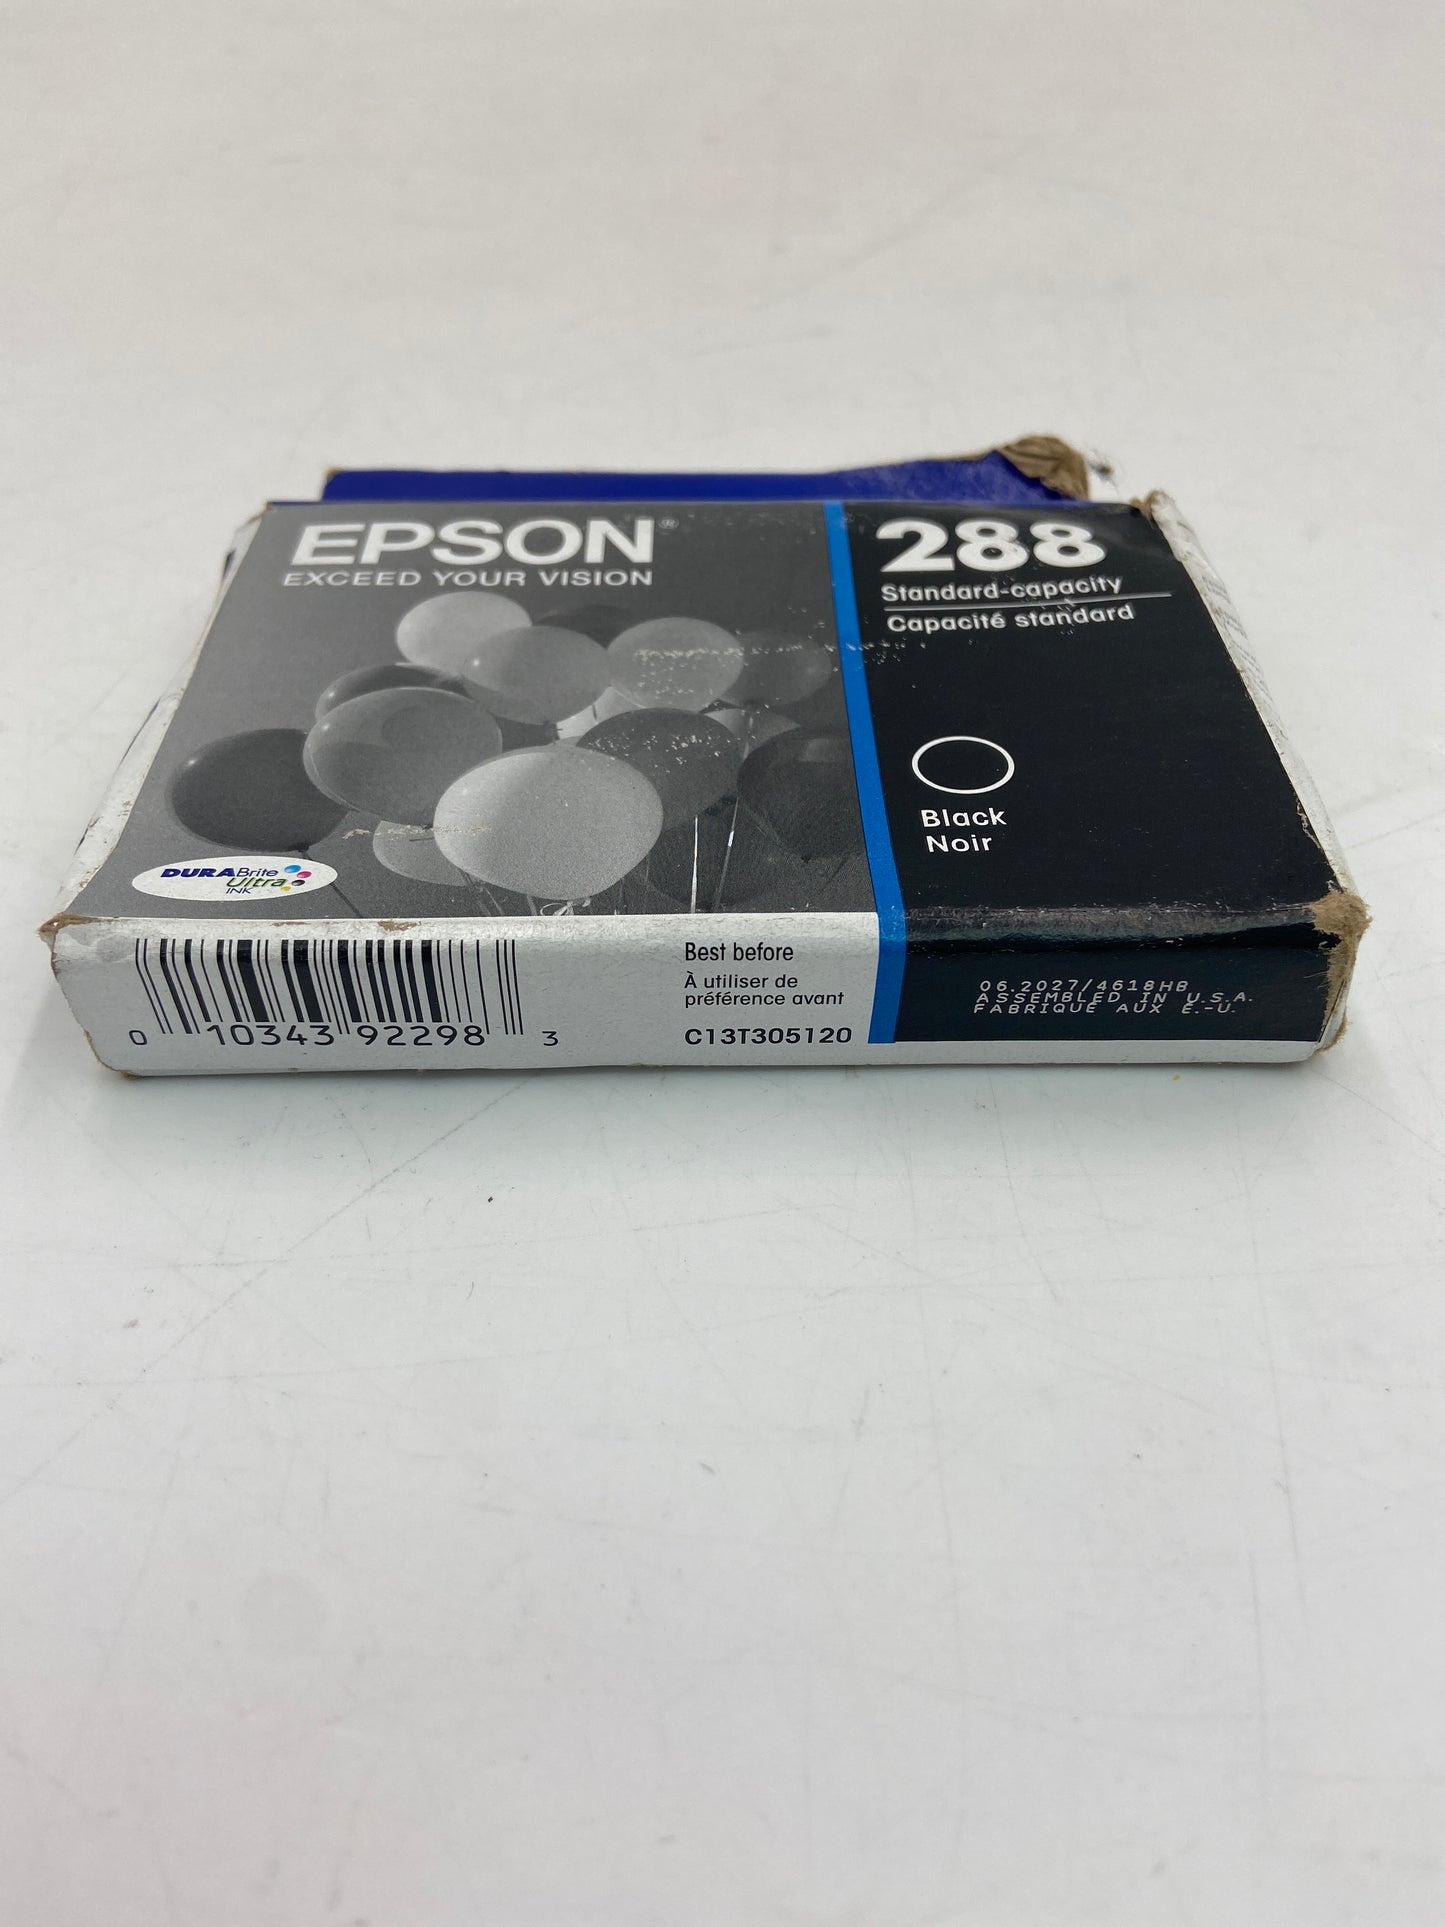 EPSON®
EXCEED YOUR VISION
288
Standard-capacity
Capacité standard
Black
Noir
DURABrite
Ultra
INK
0 10343 92298 3
Best before
À utiliser de
préférence avant
C13T305120
06.2027/4618HB
ASSEMBLED IN U.S.A.
FABRIQUE AUX E.-U.